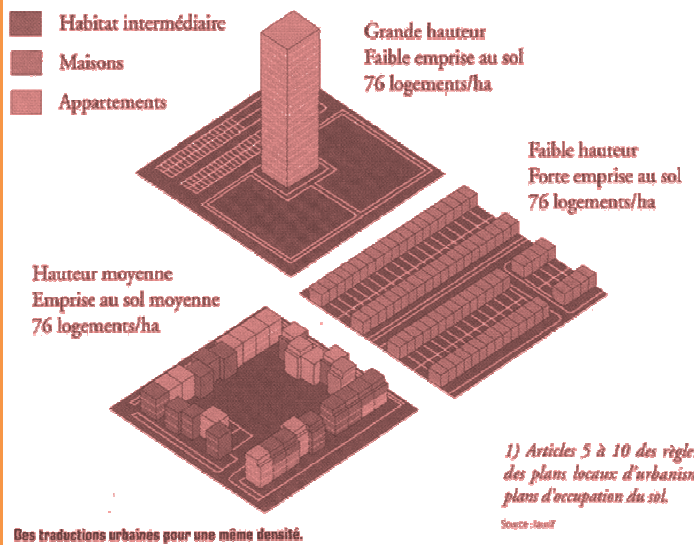 Habitat intermédiaire
Maisons
Appartements
Grande hauteur
Faible emprise au sol
76 logements/ha
Faible hauteur
Forte emprise au sol
76 logements/ha
Hauteur moyenne
Emprise au sol moyenne
76 logements/ha
1) Articles 5 à 10 des règle
des plans locaux d'urbanism
plans d'occupation du sol.
Source :
Des traductions urbaines pour une même densité.